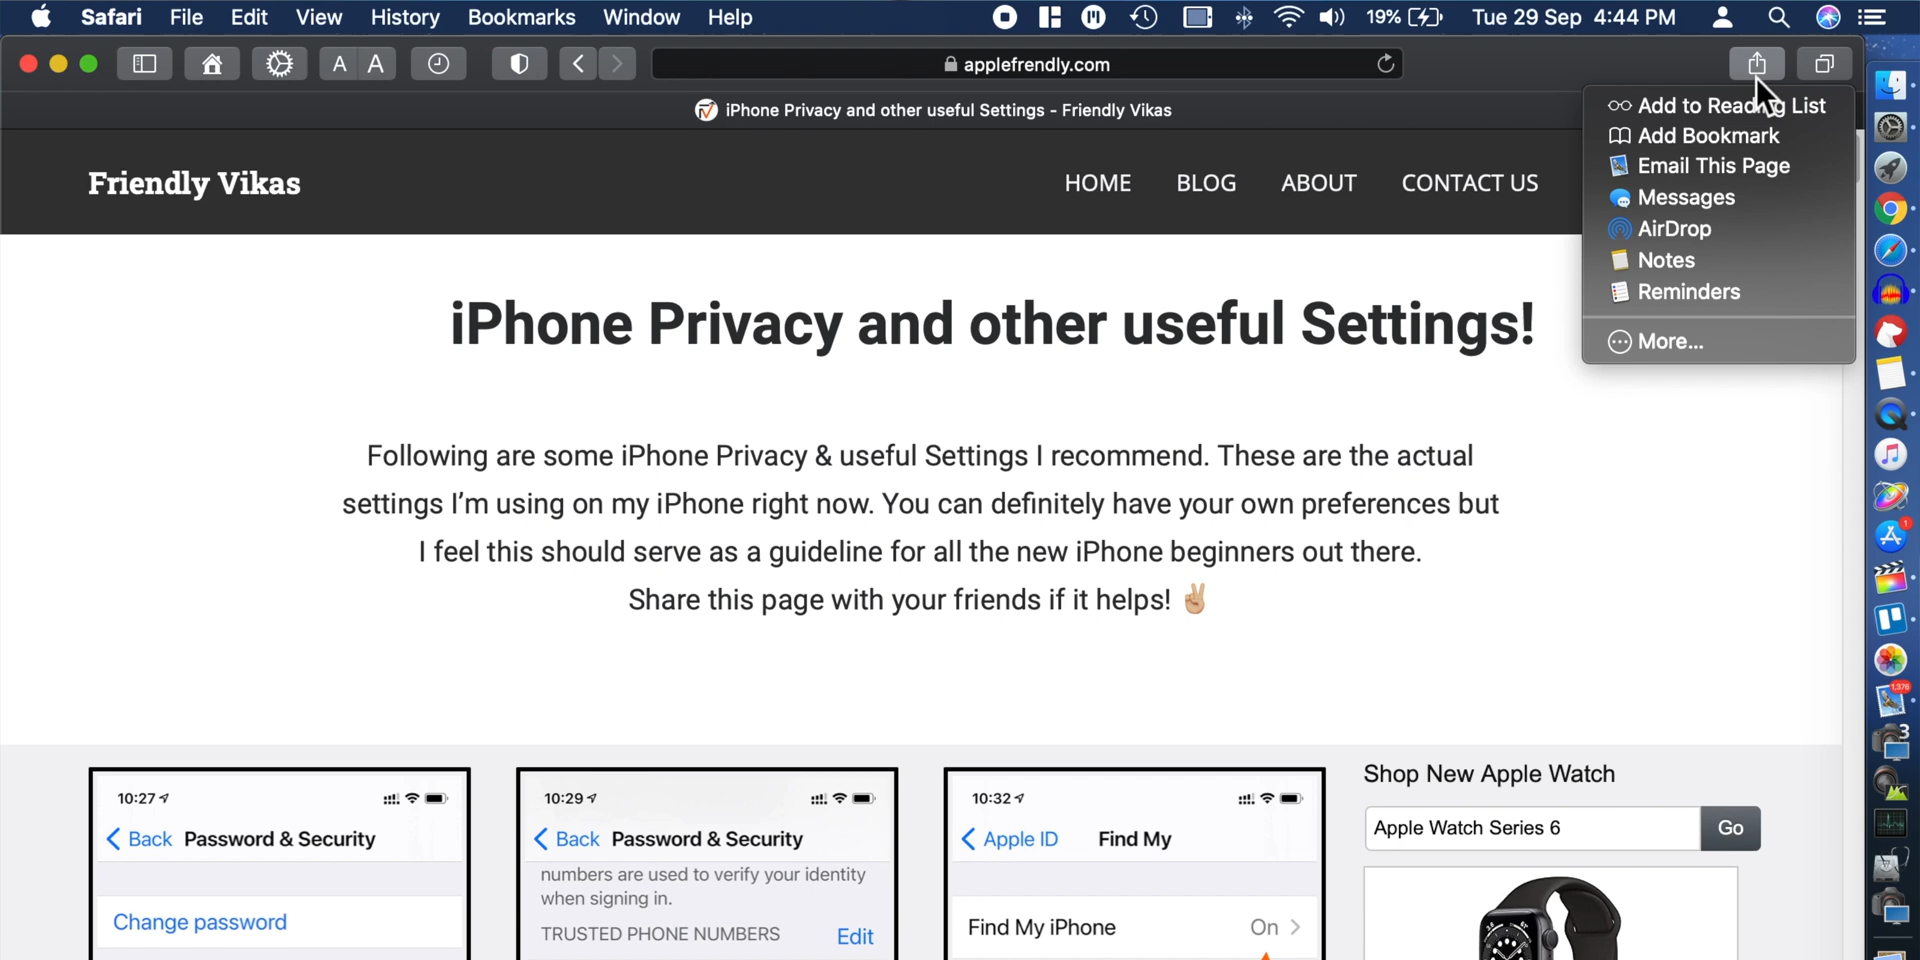 Safari File Edit View History Bookmarks Window Help 19% Tue 29 Sep 4:44 PM
A A applefrendly.com
iPhone Privacy and other useful Settings - Friendly Vikas
Friendly Vikas HOME BLOG ABOUT CONTACT US
Add to Reading List
Add Bookmark
Email This Page
Messages
AirDrop
Notes
Reminders
More...
iPhone Privacy and other useful Settings!
Following are some iPhone Privacy & useful Settings I recommend. These are the actual
settings I'm using on my iPhone right now. You can definitely have your own preferences but
I feel this should serve as a guideline for all the new iPhone beginners out there.
Share this page with your friends if it helps! ✌🏼
10:27
Back Password & Security
Change password
10:29
Back Password & Security
numbers are used to verify your identity
when signing in.
TRUSTED PHONE NUMBERS Edit
10:32
Apple ID Find My
Find My iPhone On
Shop New Apple Watch
Apple Watch Series 6 Go
1
1,376
3